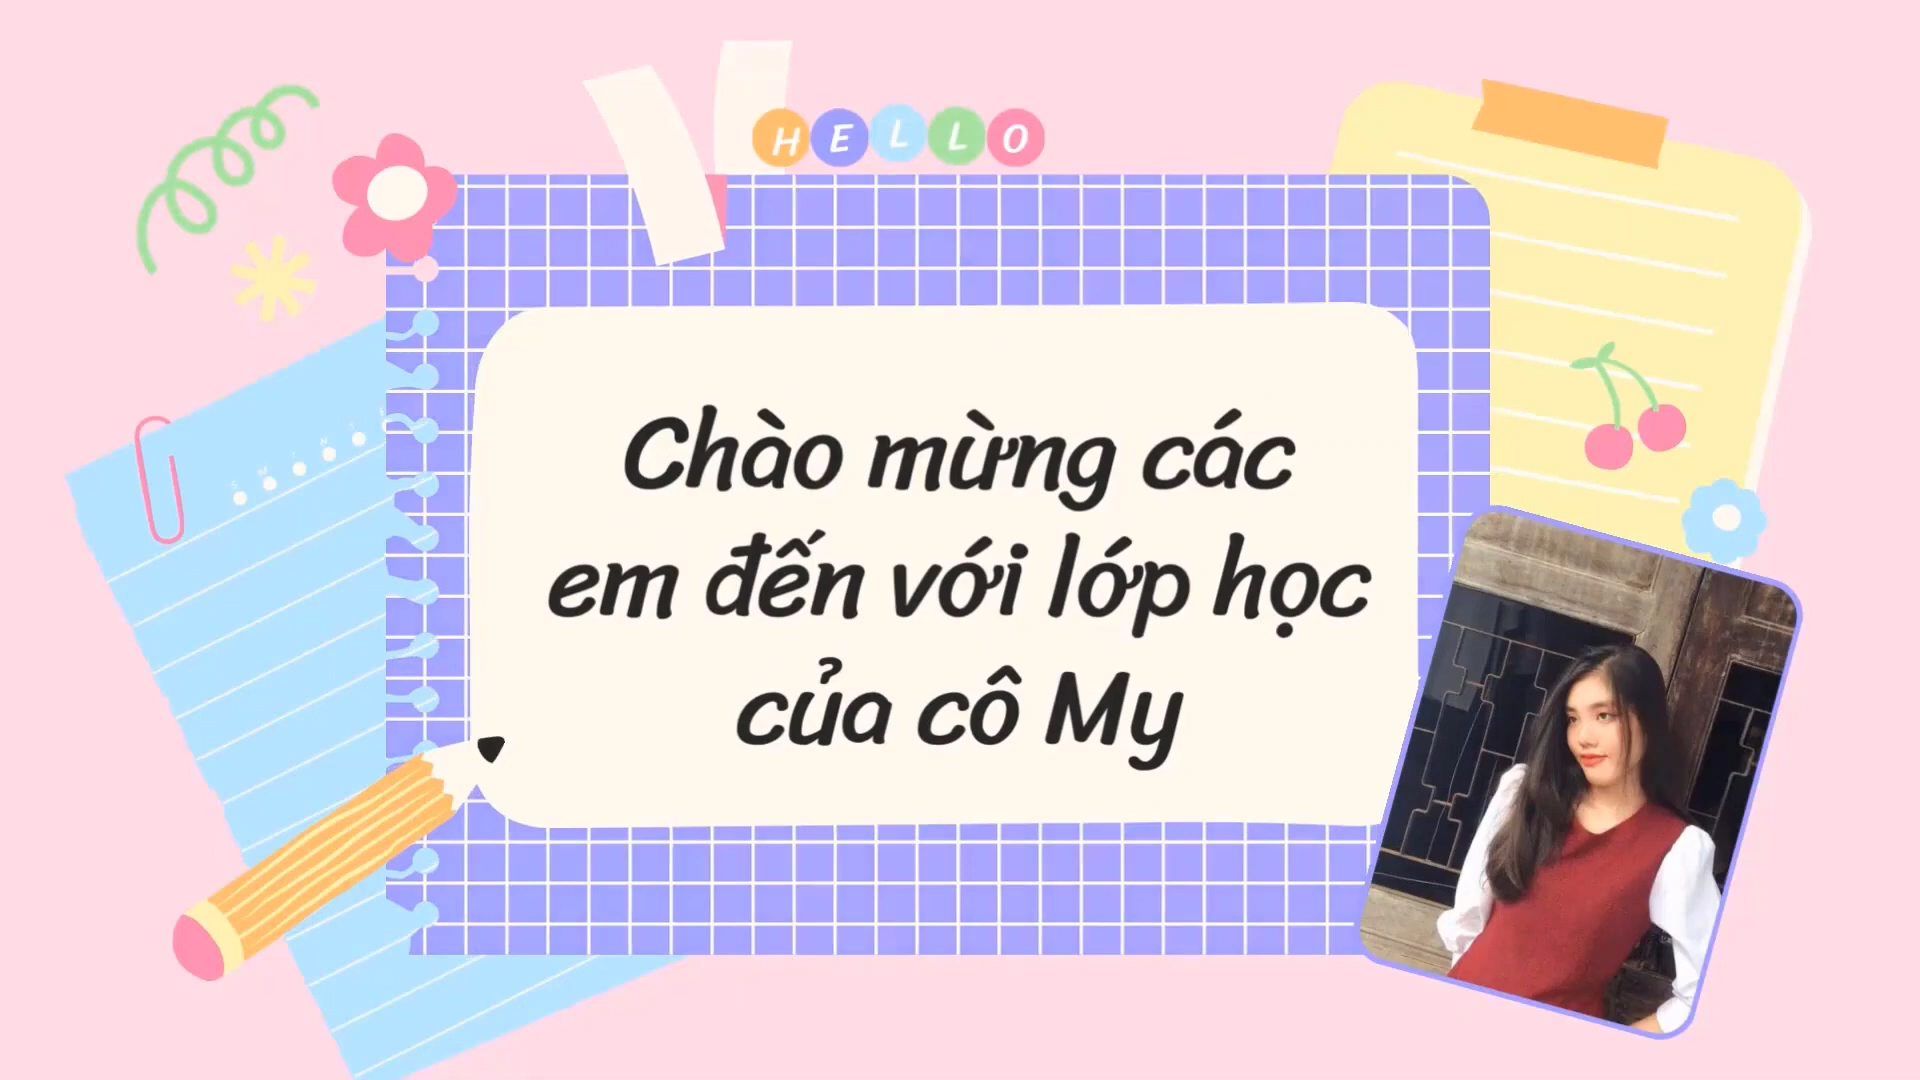 HELLO
Chào mừng các
em đến với lớp học
của cô My